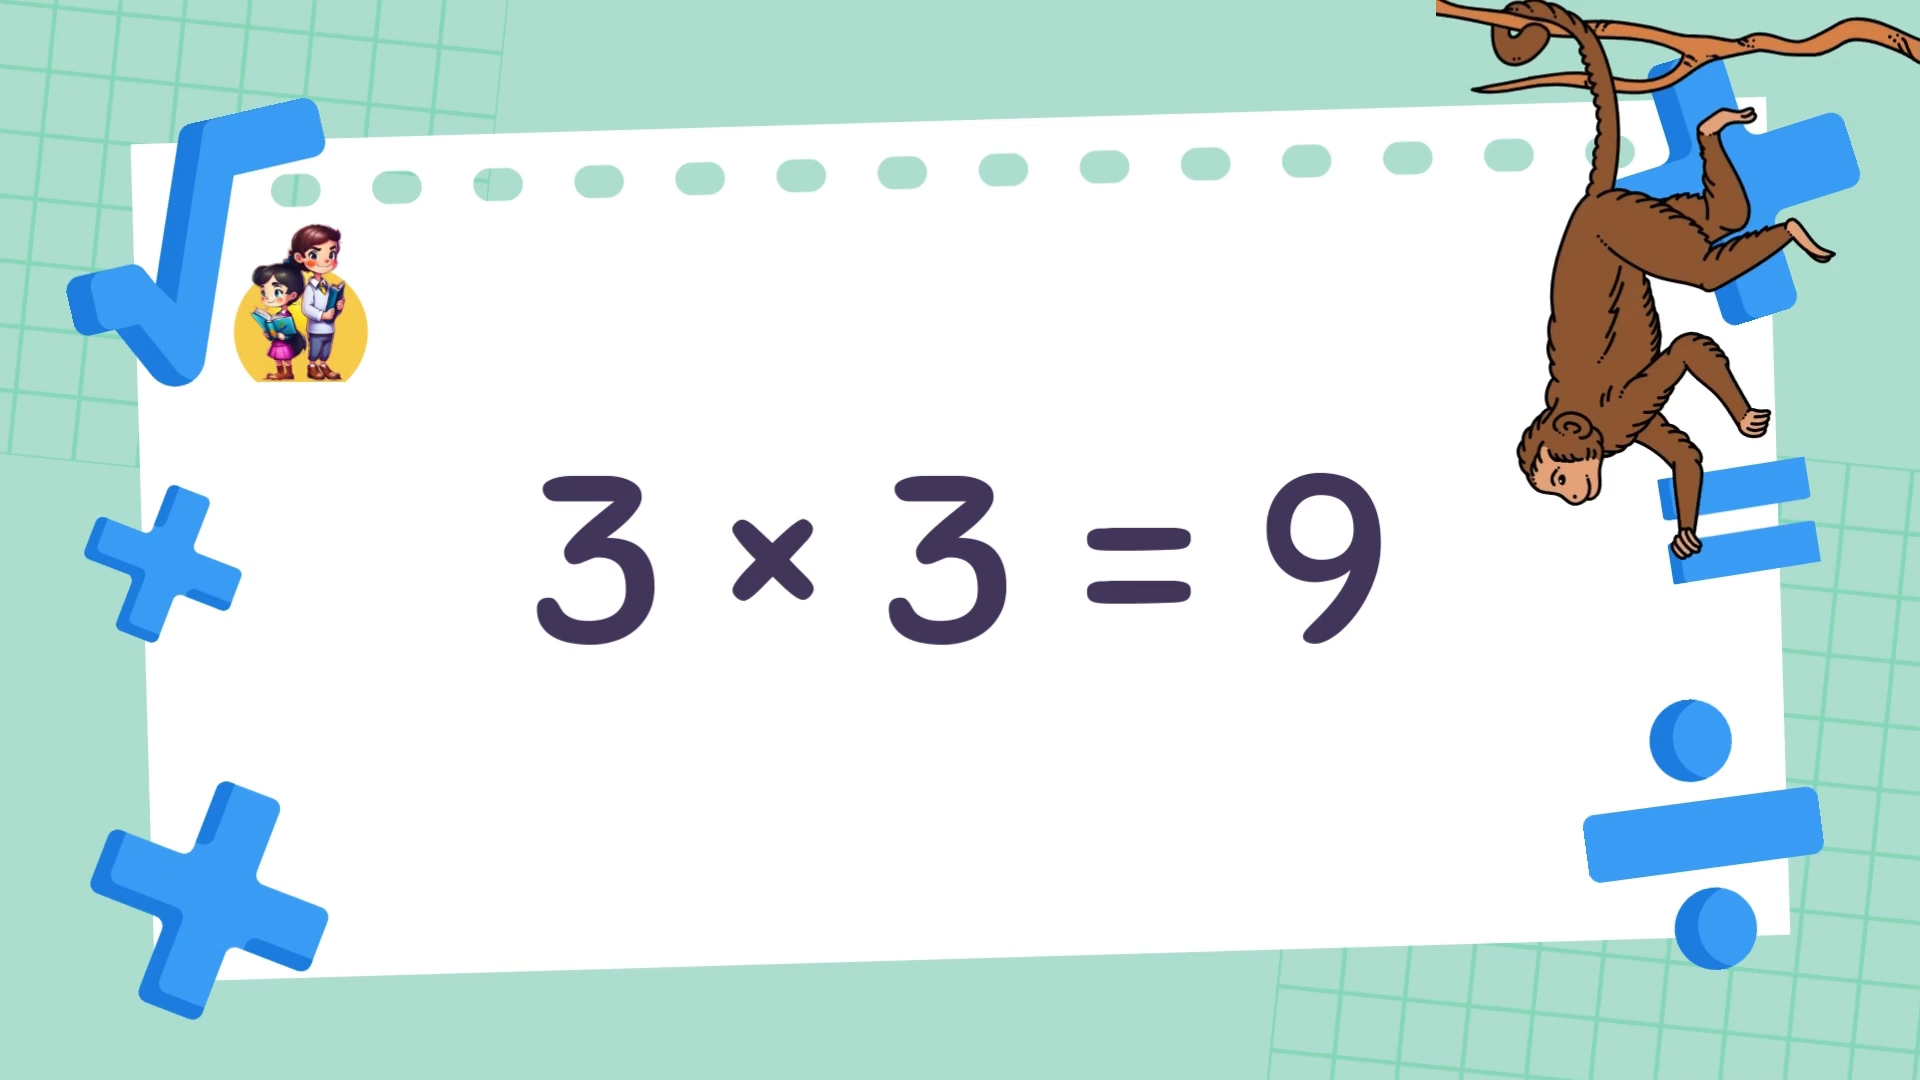 3 × 3 = 9